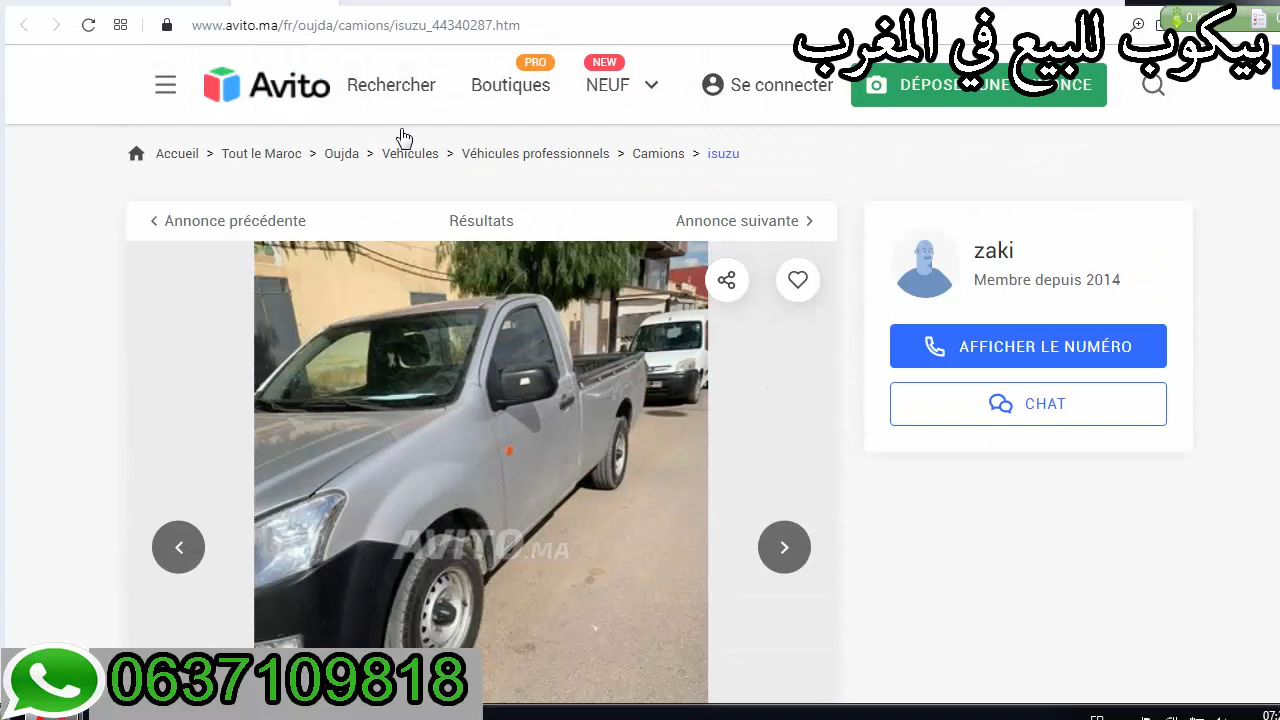 www.avito.ma/fr/oujda/camions/isuzu_44340287.htm
بيكوب للبيع في المغرب
Avito
Rechercher
PRO
Boutiques
NEW
NEUF
Se connecter
Accueil > Tout le Maroc > Oujda > Véhicules > Véhicules professionnels > Camions > isuzu
Annonce précédente
Résultats
Annonce suivante
zaki
Membre depuis 2014
AFFICHER LE NUMÉRO
CHAT
AVITO.MA
0637109818